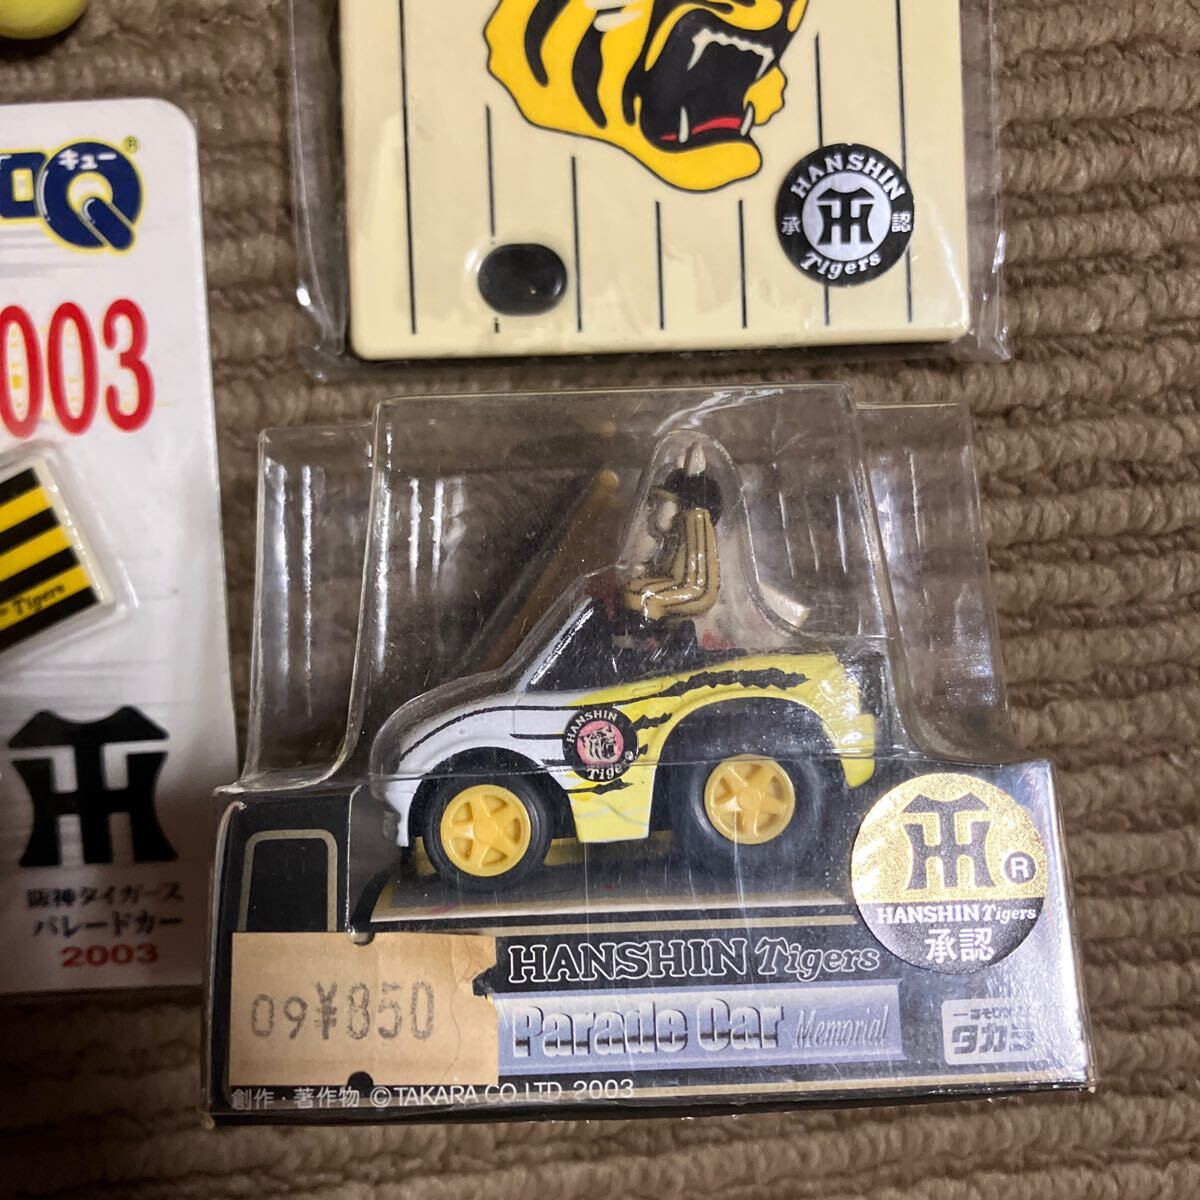 HANSHIN
承 認
Tigers
キュー
Q®
003
Tigers
阪神タイガース
パレードカー
2003
HANSHIN
Tigers
®
HANSHIN Tigers
承認
HANSHIN Tigers
Parade Car Memorial
09 ¥850
タカラ
創作・著作物 ©TAKARA CO.,LTD. 2003